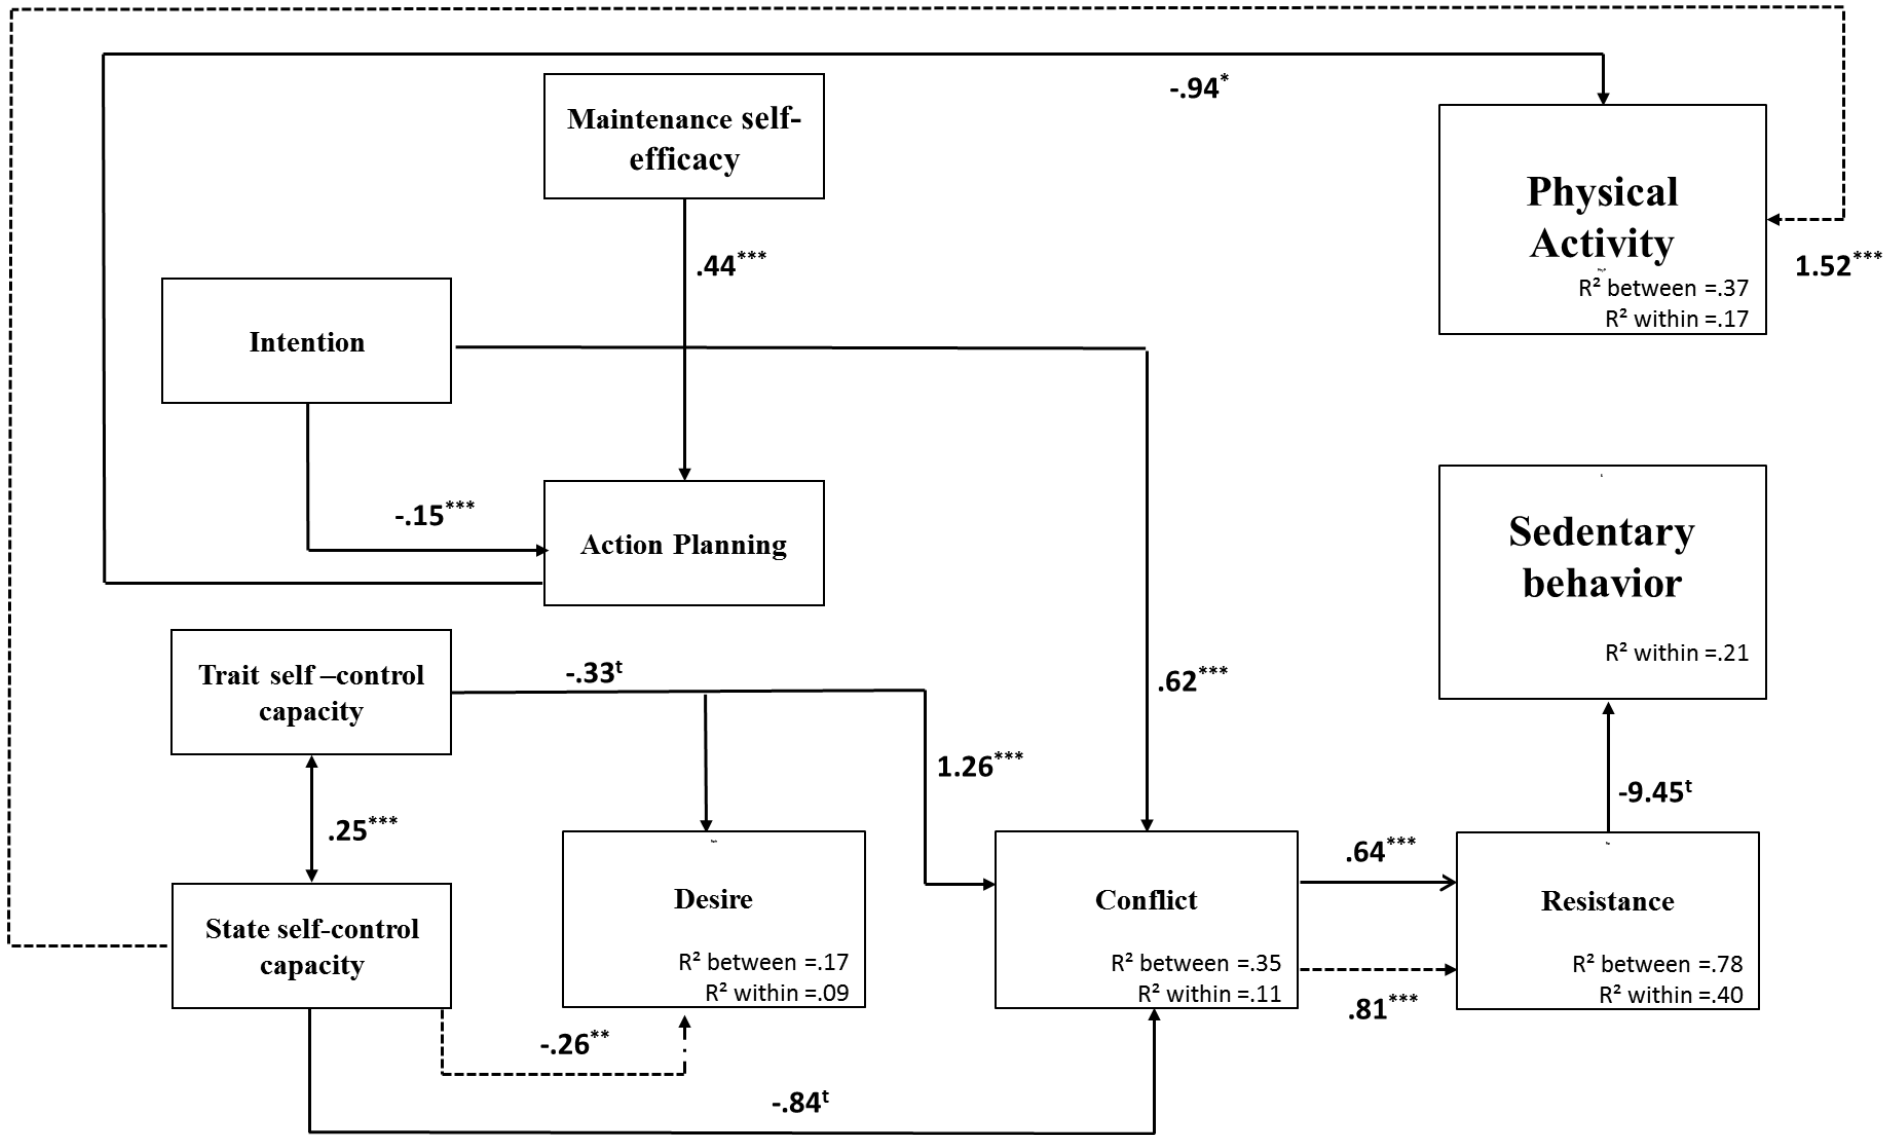 -.94*
Maintenance self-
efficacy
Physical
Activity
R² between =.37
R² within =.17
1.52***
.44***
Intention
-.15***
Action Planning
Sedentary
behavior
R² within =.21
Trait self –control
capacity
-.33t
.62***
1.26***
-9.45t
.25***
State self-control
capacity
Desire
R² between =.17
R² within =.09
Conflict
R² between =.35
R² within =.11
.64***
.81***
Resistance
R² between =.78
R² within =.40
-.26**
-.84t